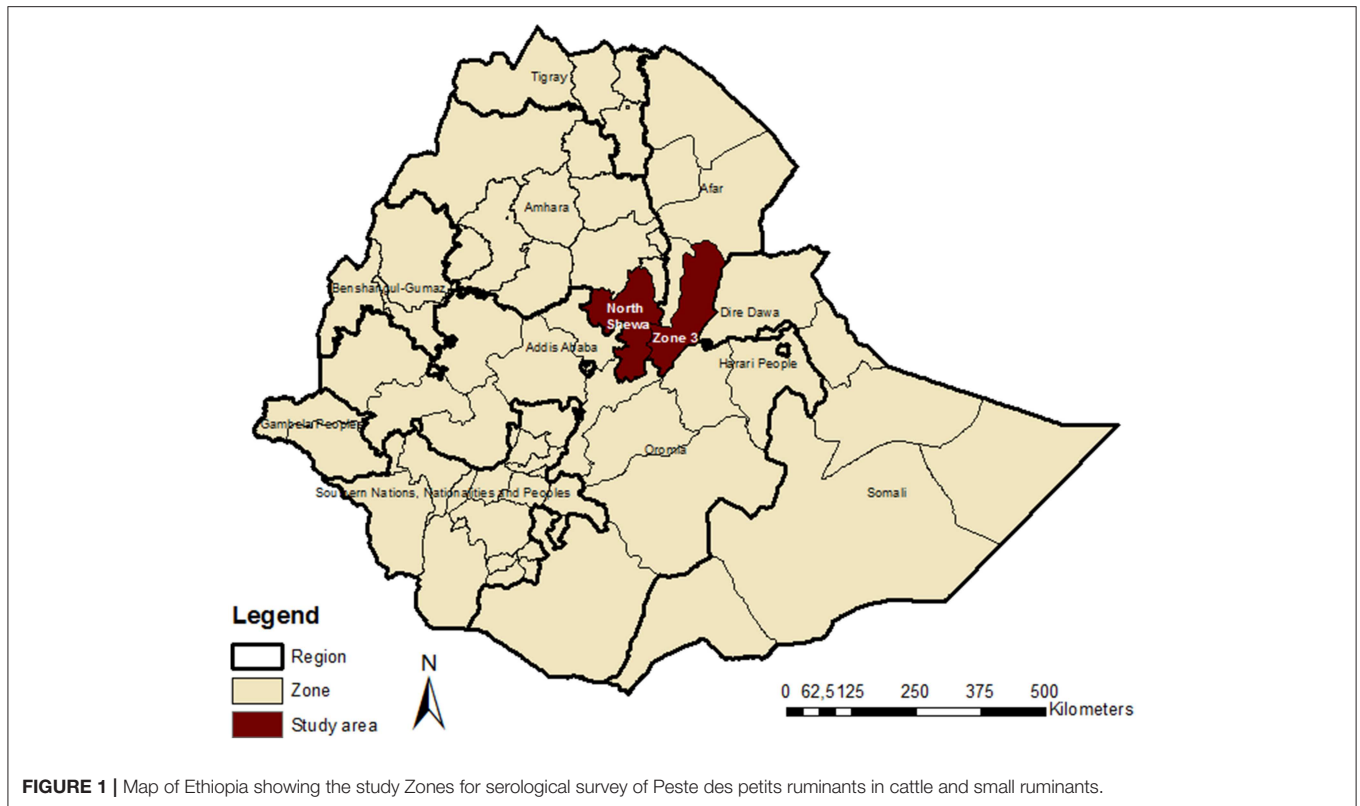 Tigray
Afar
Amhara
Benshangul-Gumaz
North
Shewa
Dire Dawa
Zone 3
Addis Ababa
Harari People
Gambela Peoples
Oromia
Southern Nations, Nationalities and Peoples
Somali
Legend
Region
Zone
Study area
N
0 62,5 125 250 375 500
Kilometers
FIGURE 1 | Map of Ethiopia showing the study Zones for serological survey of Peste des petits ruminants in cattle and small ruminants.